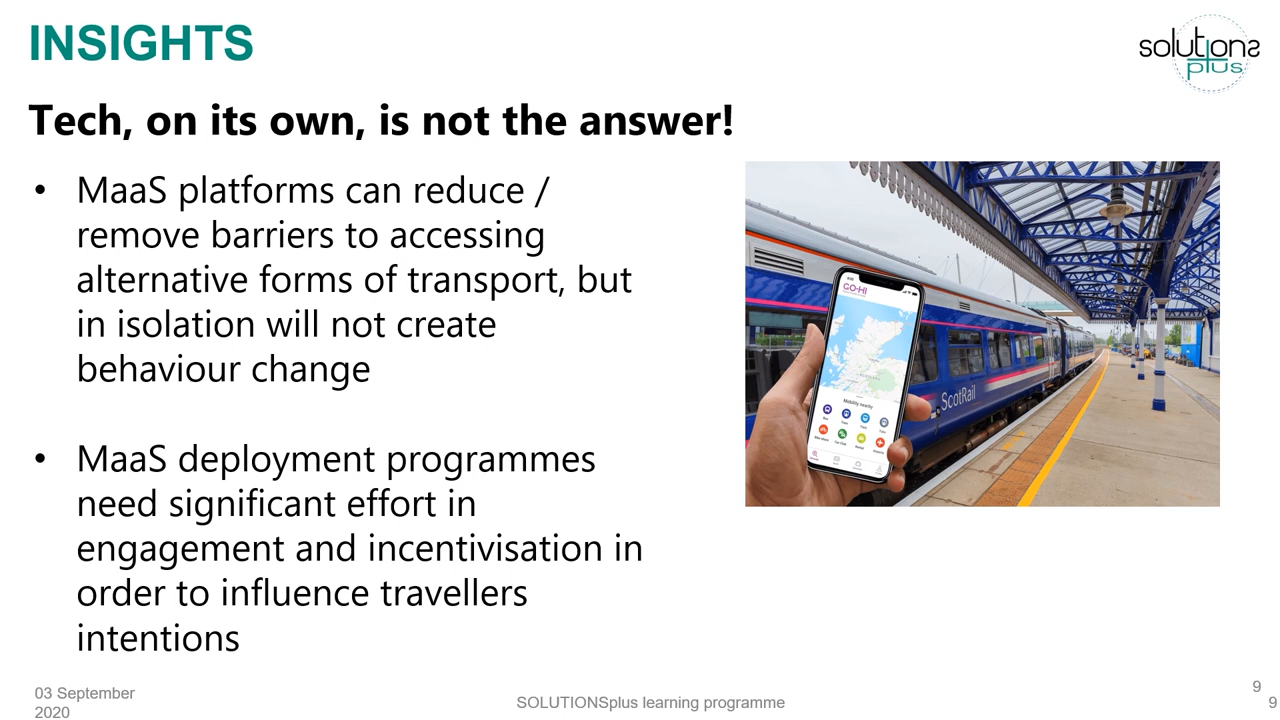 INSIGHTS
solutions
plus
Tech, on its own, is not the answer!
• MaaS platforms can reduce /
remove barriers to accessing
alternative forms of transport, but
in isolation will not create
behaviour change
• MaaS deployment programmes
need significant effort in
engagement and incentivisation in
order to influence travellers
intentions
GO-HI
Mobility nearby
ScotRail
03 September
2020
SOLUTIONSplus learning programme
9
9